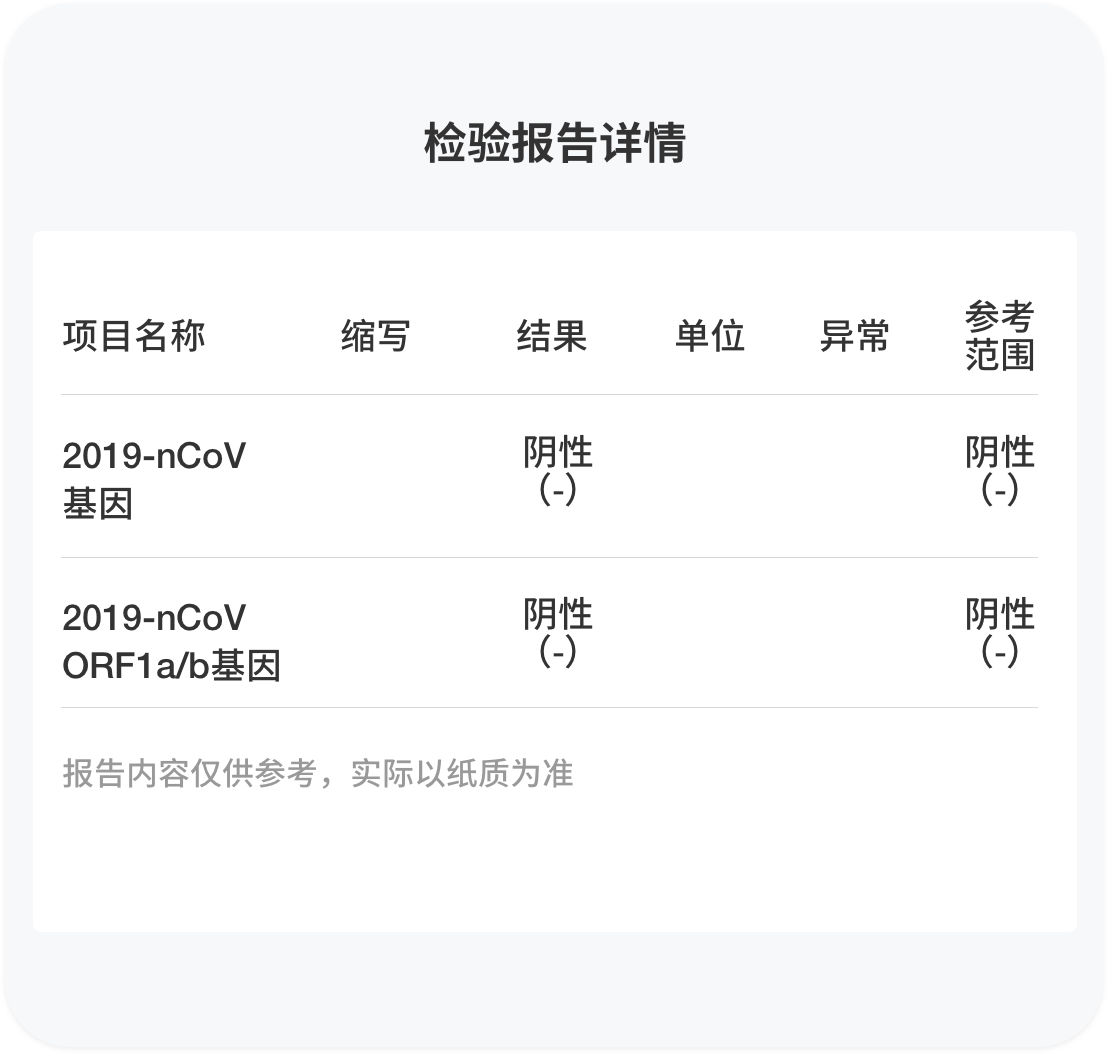 检验报告详情
项目名称 缩写 结果 单位 异常 参考
范围
2019-nCoV
基因
阴性
(-)
阴性
(-)
2019-nCoV
ORF1a/b基因
阴性
(-)
阴性
(-)
报告内容仅供参考，实际以纸质为准